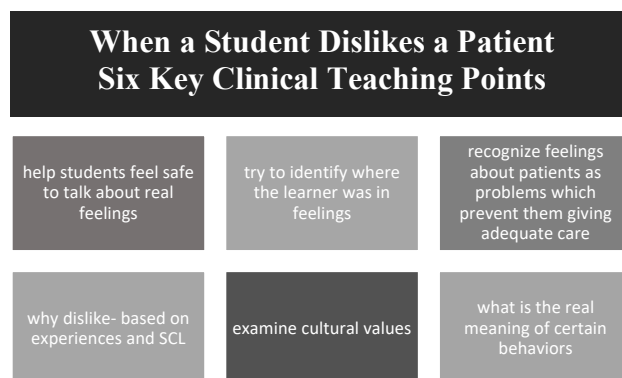 When a Student Dislikes a Patient
Six Key Clinical Teaching Points
help students feel safe
to talk about real
feelings
try to identify where
the learner was in
feelings
recognize feelings
about patients as
problems which
prevent them giving
adequate care
why dislike- based on
experiences and SCL
examine cultural values
what is the real
meaning of certain
behaviors